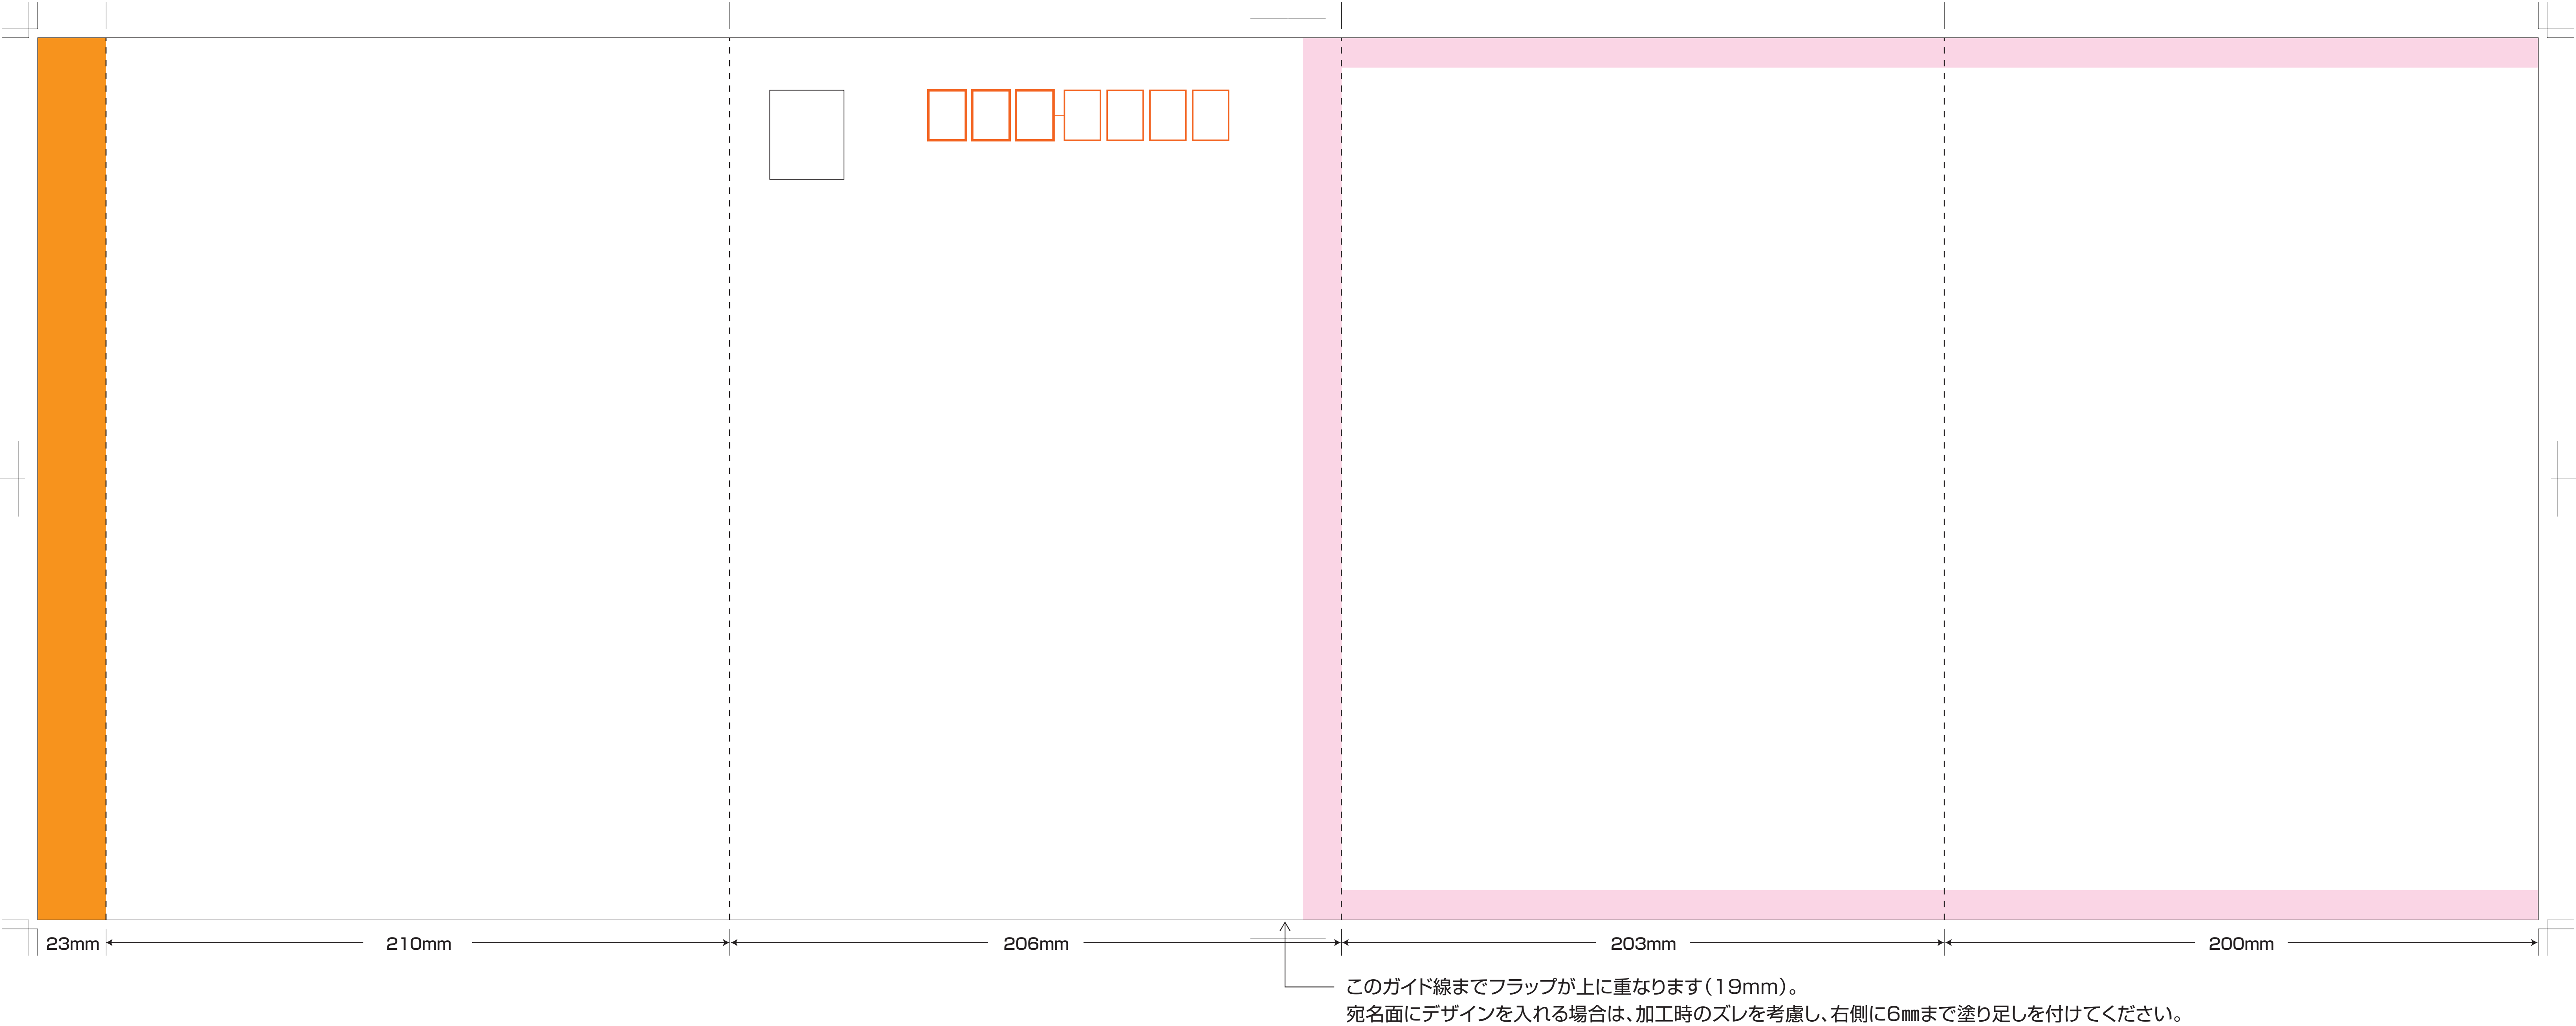 23mm
210mm
206mm
203mm
200mm
このガイド線までフラップが上に重なります（19mm）。
宛名面にデザインを入れる場合は、加工時のズレを考慮し、右側に6㎜まで塗り足しを付けてください。